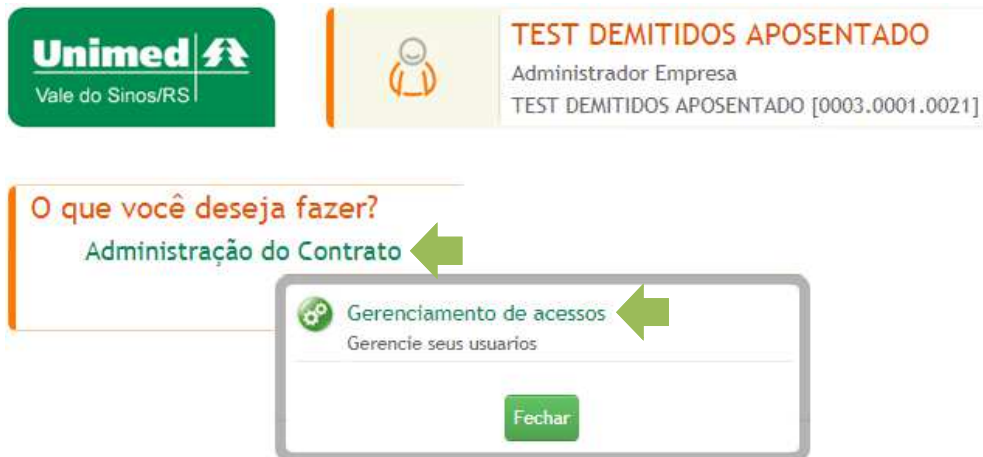 Unimed
Vale do Sinos/RS
TEST DEMITIDOS APOSENTADO
Administrador Empresa
TEST DEMITIDOS APOSENTADO [0003.0001.0021]
O que você deseja fazer?
Administração do Contrato
Gerenciamento de acessos
Gerencie seus usuarios
Fechar